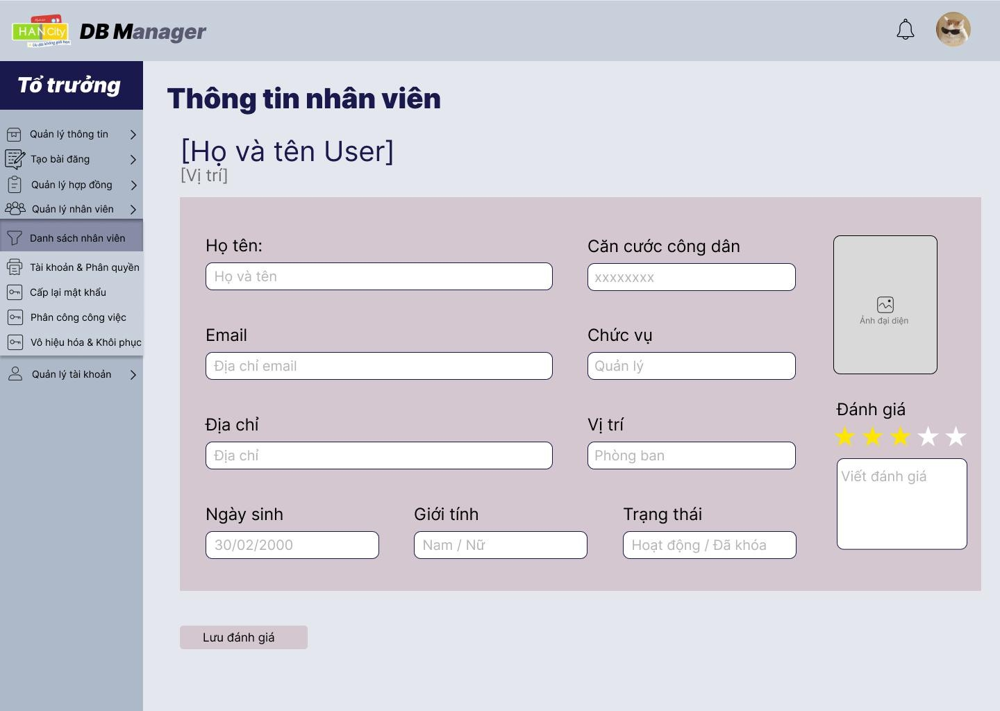 HANCity
Ưu đãi không giới hạn
DB Manager
Tổ trưởng
Quản lý thông tin
Tạo bài đăng
Quản lý hợp đồng
Quản lý nhân viên
Danh sách nhân viên
Tài khoản & Phân quyền
Cấp lại mật khẩu
Phân công công việc
Vô hiệu hóa & Khôi phục
Quản lý tài khoản
Thông tin nhân viên
[Họ và tên User]
[Vị trí]
Họ tên:
Họ và tên
Căn cước công dân
xxxxxxxx
Ảnh đại diện
Email
Địa chỉ email
Chức vụ
Quản lý
Địa chỉ
Địa chỉ
Vị trí
Phòng ban
Đánh giá
Viết đánh giá
Ngày sinh
30/02/2000
Giới tính
Nam / Nữ
Trạng thái
Hoạt động / Đã khóa
Lưu đánh giá